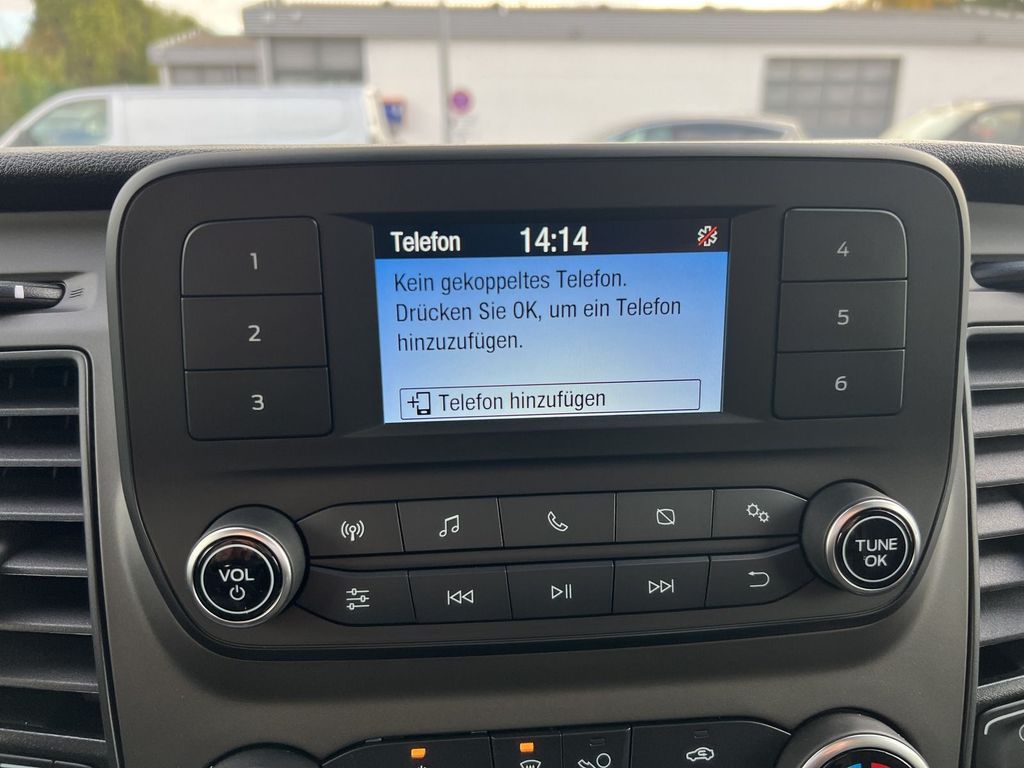 Telefon 14:14
Kein gekoppeltes Telefon.
Drücken Sie OK, um ein Telefon
hinzuzufügen.
Telefon hinzufügen
1
2
3
4
5
6
VOL
TUNE
OK